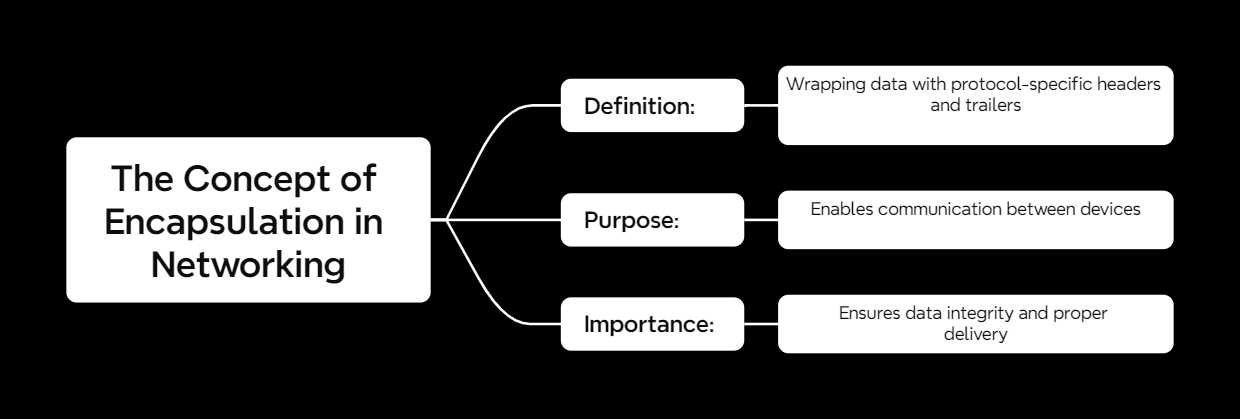 The Concept of
Encapsulation in
Networking
Definition:
Wrapping data with protocol-specific headers
and trailers
Purpose:
Enables communication between devices
Importance:
Ensures data integrity and proper
delivery